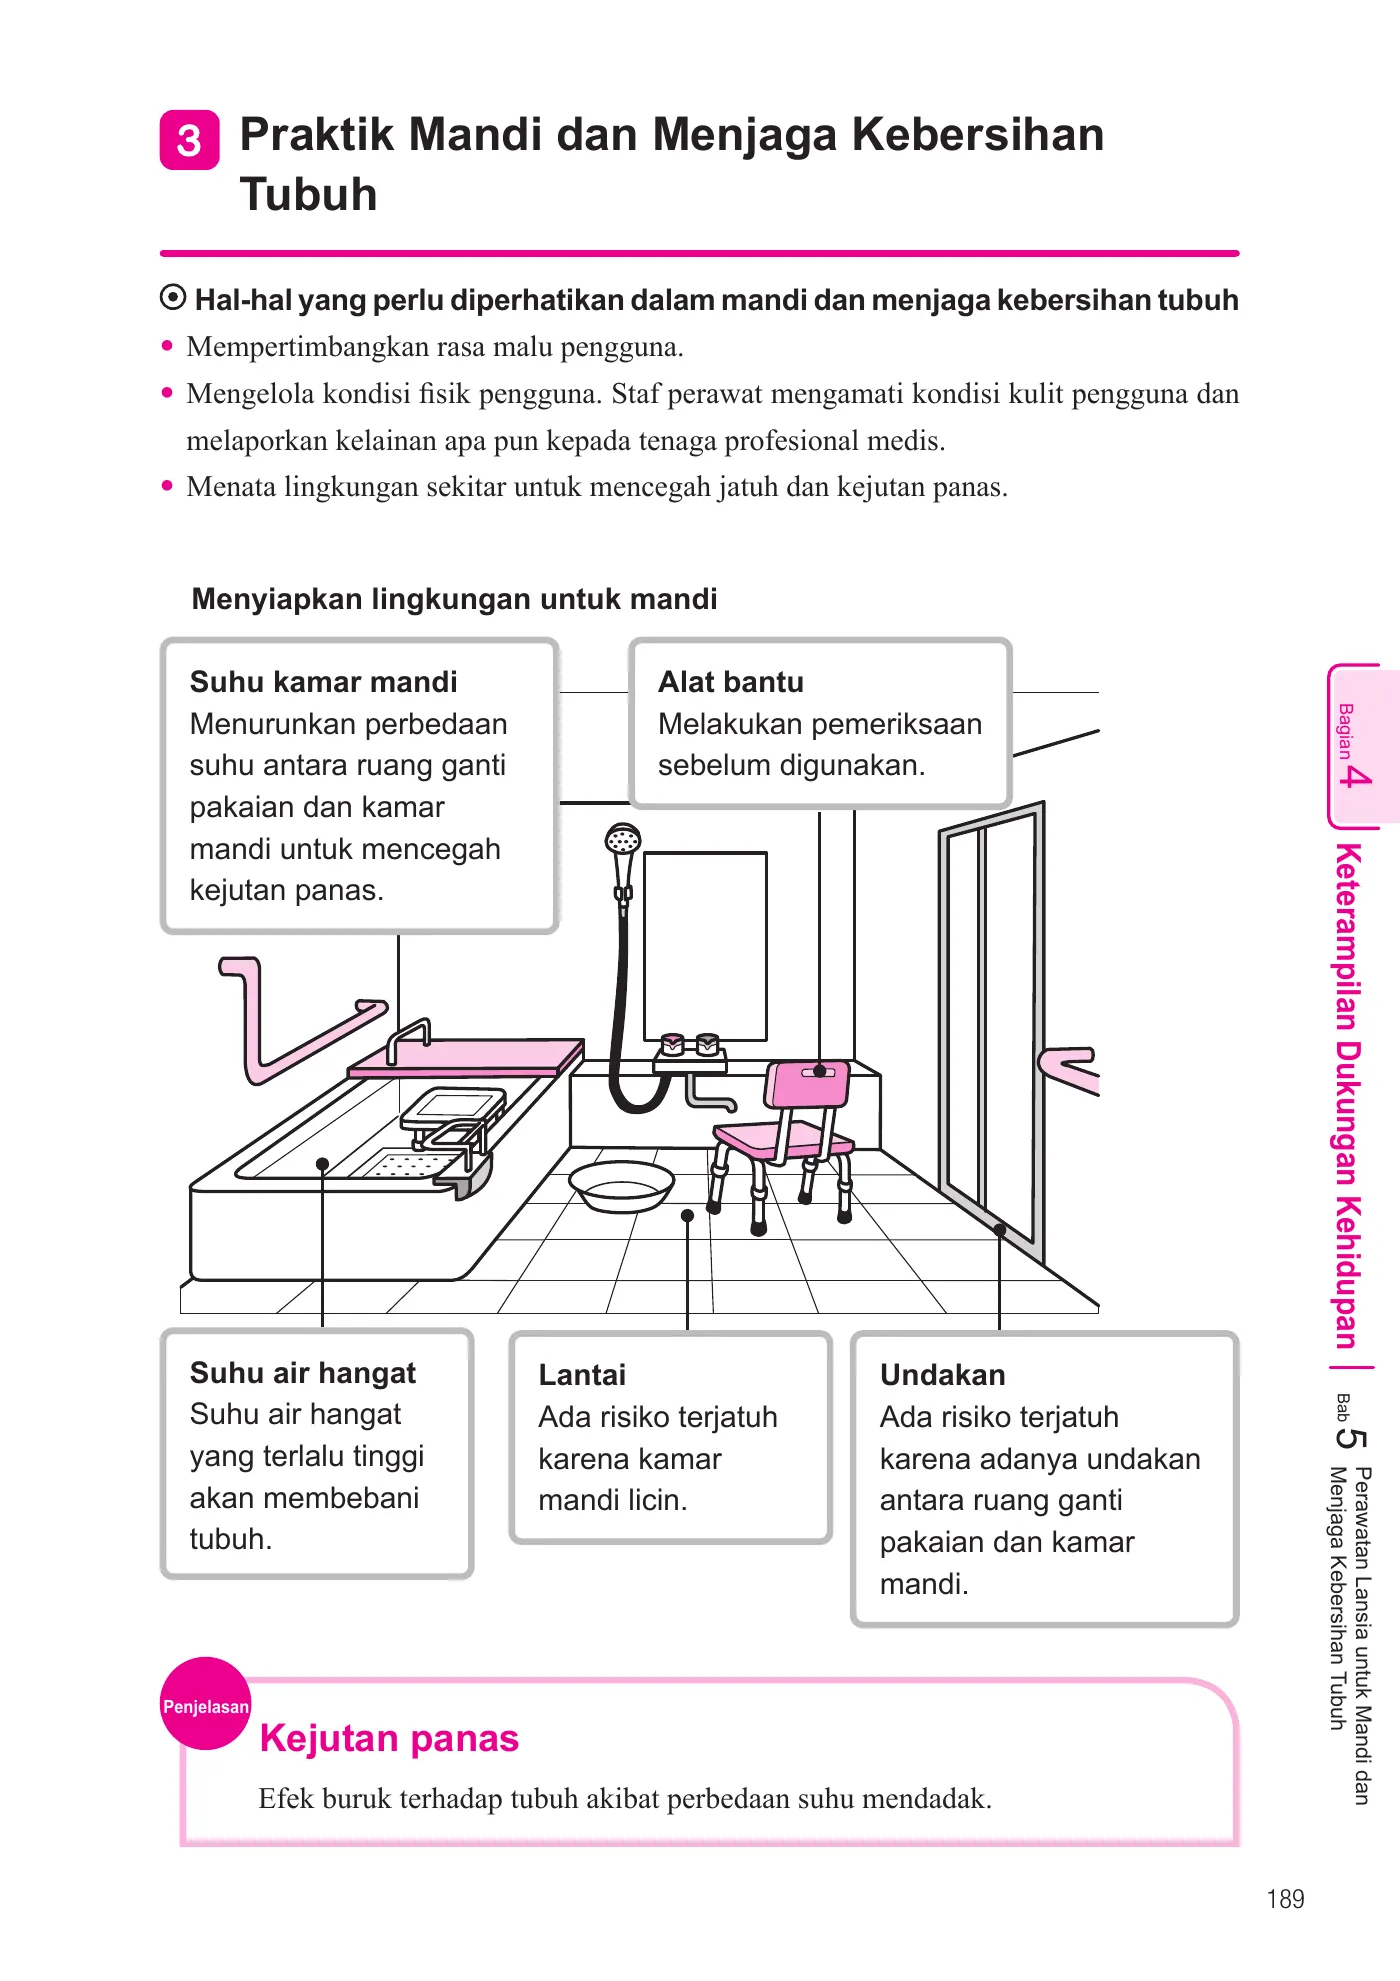 3 Praktik Mandi dan Menjaga Kebersihan
Tubuh
Hal-hal yang perlu diperhatikan dalam mandi dan menjaga kebersihan tubuh
• Mempertimbangkan rasa malu pengguna.
• Mengelola kondisi fisik pengguna. Staf perawat mengamati kondisi kulit pengguna dan
melaporkan kelainan apa pun kepada tenaga profesional medis.
• Menata lingkungan sekitar untuk mencegah jatuh dan kejutan panas.
Menyiapkan lingkungan untuk mandi
Suhu kamar mandi
Menurunkan perbedaan
suhu antara ruang ganti
pakaian dan kamar
mandi untuk mencegah
kejutan panas.
Alat bantu
Melakukan pemeriksaan
sebelum digunakan.
Suhu air hangat
Suhu air hangat
yang terlalu tinggi
akan membebani
tubuh.
Lantai
Ada risiko terjatuh
karena kamar
mandi licin.
Undakan
Ada risiko terjatuh
karena adanya undakan
antara ruang ganti
pakaian dan kamar
mandi.
Penjelasan
Kejutan panas
Efek buruk terhadap tubuh akibat perbedaan suhu mendadak.
Bagian 4
Keterampilan Dukungan Kehidupan
Bab 5
Perawatan Lansia untuk Mandi dan
Menjaga Kebersihan Tubuh
189